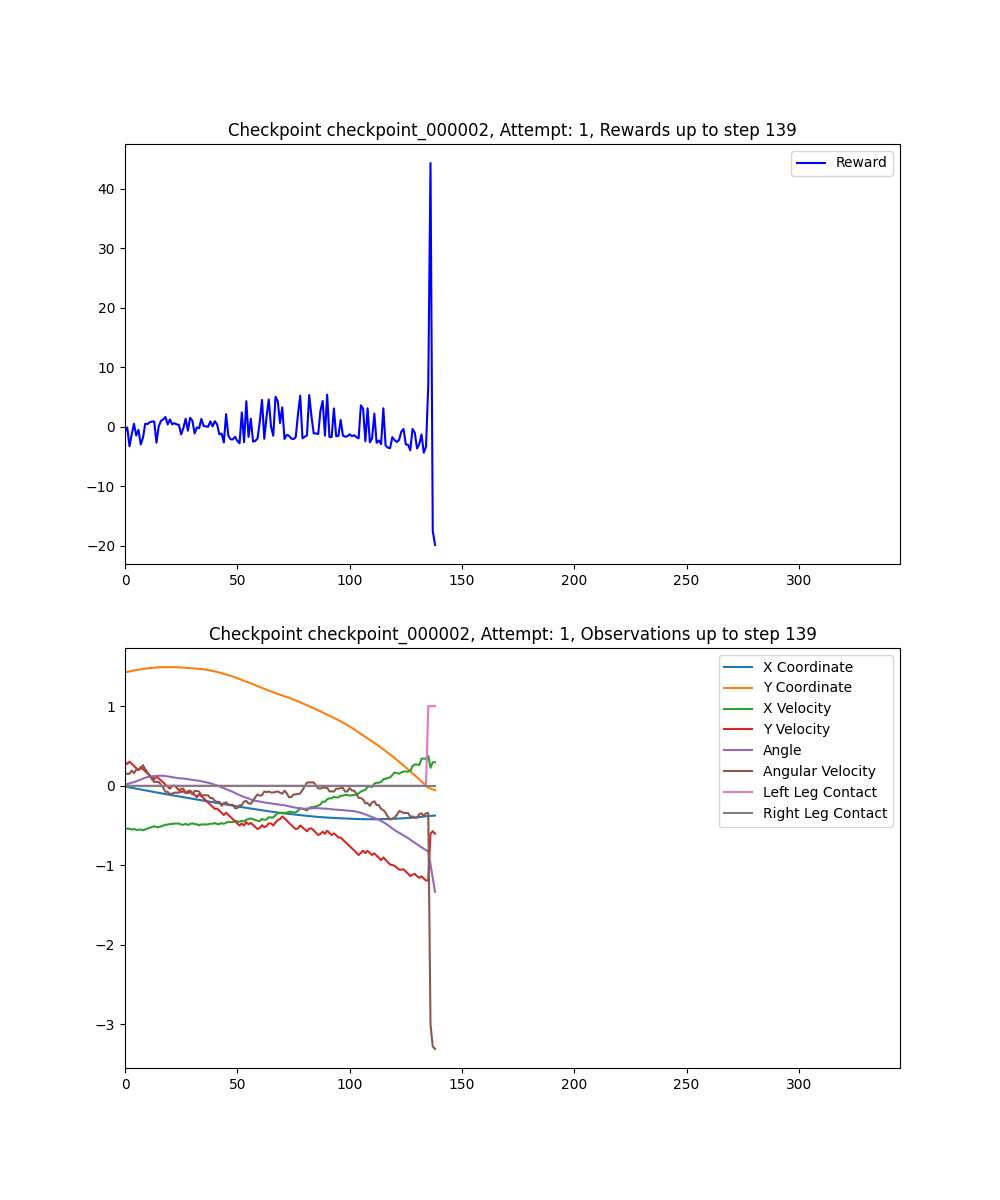 Checkpoint checkpoint_000002, Attempt: 1, Rewards up to step 139
Reward
40
30
20
10
0
−10
−20
0 50 100 150 200 250 300
Checkpoint checkpoint_000002, Attempt: 1, Observations up to step 139
X Coordinate
Y Coordinate
X Velocity
Y Velocity
Angle
Angular Velocity
Left Leg Contact
Right Leg Contact
1
0
−1
−2
−3
0 50 100 150 200 250 300